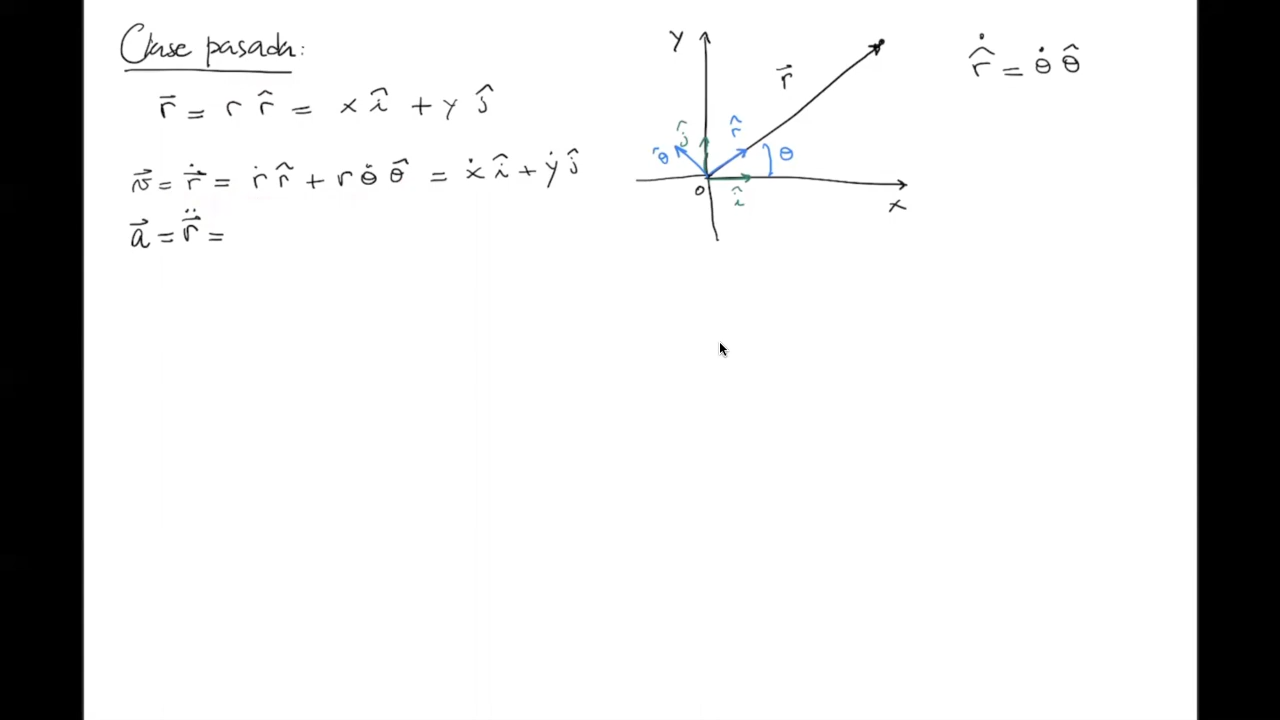 Clase pasada:
r⃗ = r r̂ = x î + y ĵ
v⃗ = r⃗̇ = ṙ r̂ + r θ̇ θ̂ = ẋ î + ẏ ĵ
a⃗ = r⃗̈ =
y
r⃗
ĵ
r̂
θ̂
θ
o
î
x
r̂̇ = θ̇ θ̂